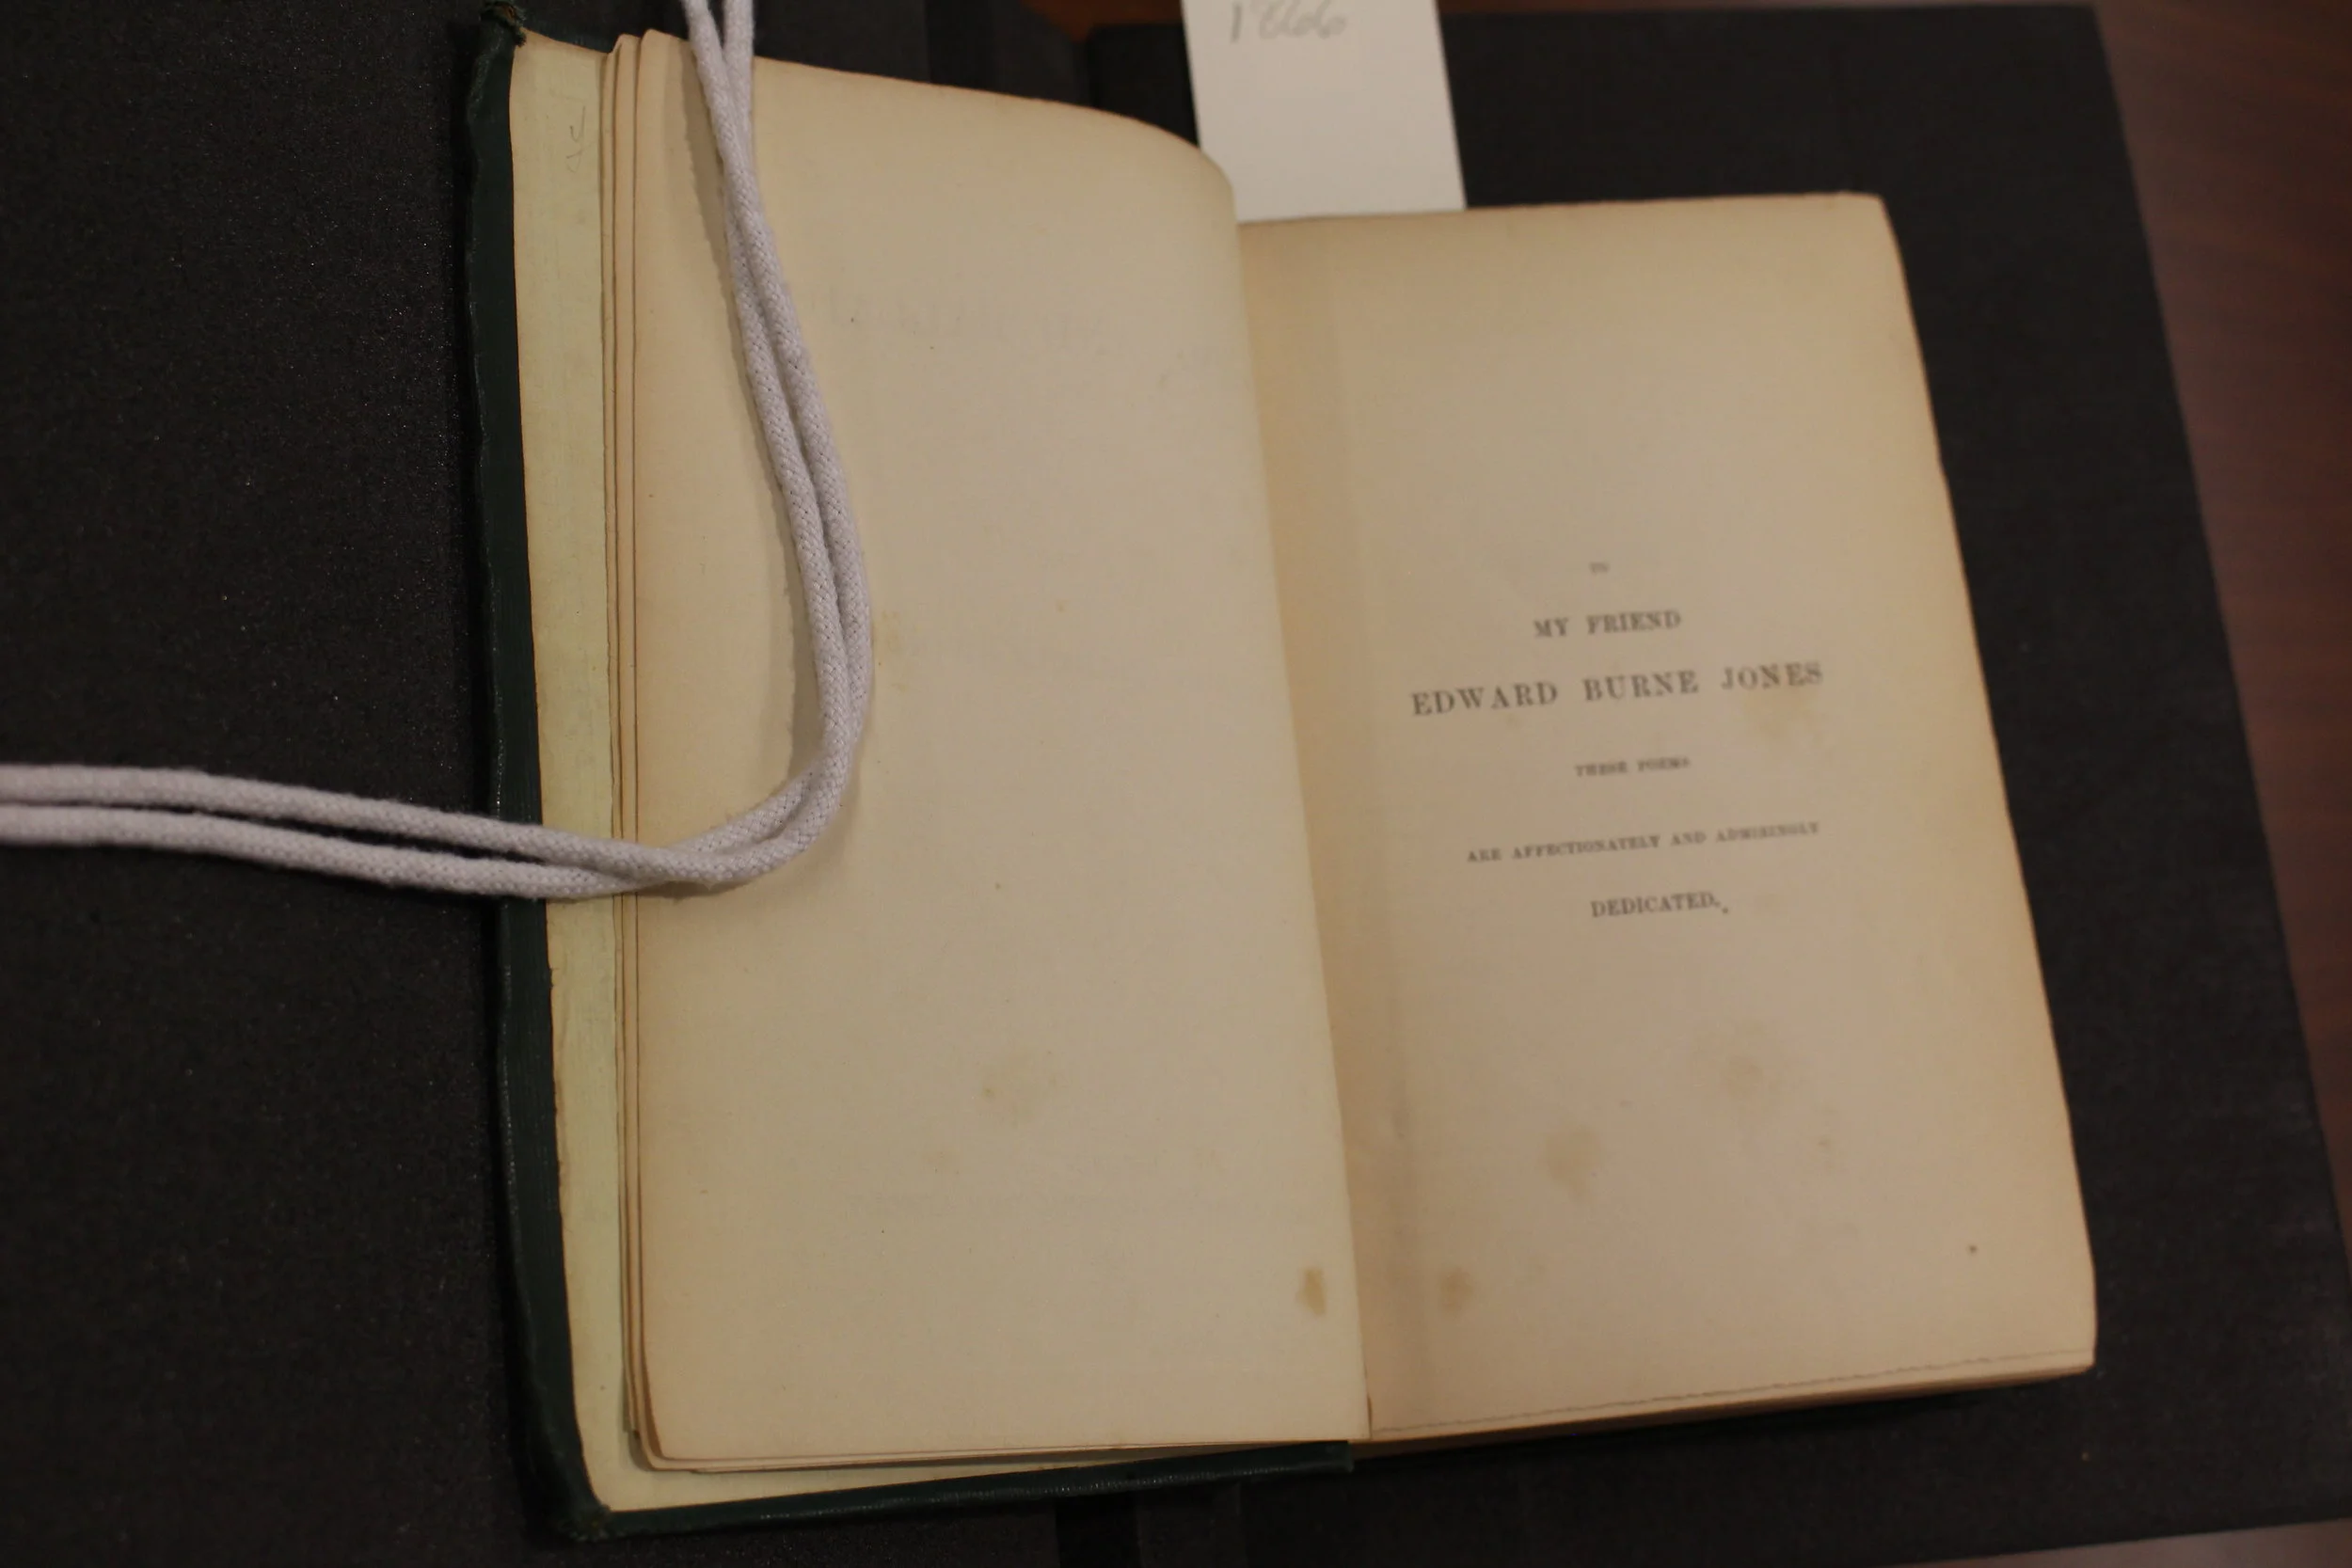 1866
TO
MY FRIEND
EDWARD BURNE JONES
THESE POEMS
ARE AFFECTIONATELY AND ADMIRINGLY
DEDICATED.